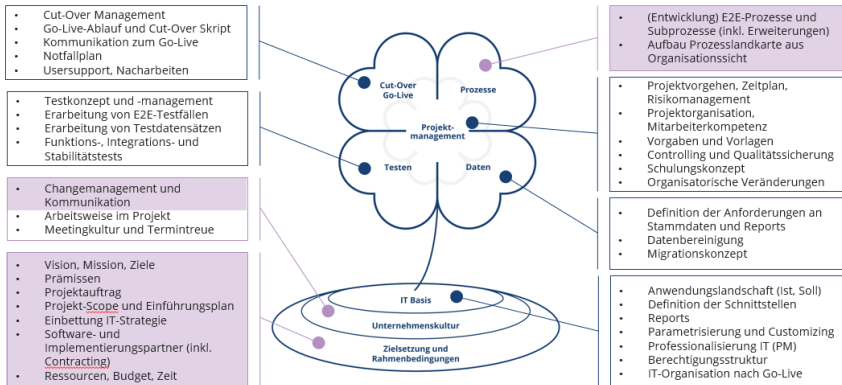 Cut-Over Management
Go-Live-Ablauf und Cut-Over Skript
Kommunikation zum Go-Live
Notfallplan
Usersupport, Nacharbeiten
Testkonzept und -management
Erarbeitung von E2E-Testfällen
Erarbeitung von Testdatensätzen
Funktions-, Integrations- und
Stabilitätstests
Changemanagement und
Kommunikation
Arbeitsweise im Projekt
Meetingkultur und Termintreue
Vision, Mission, Ziele
Prämissen
Projektauftrag
Projekt-Scope und Einführungsplan
Einbettung IT-Strategie
Software- und
Implementierungspartner (inkl.
Contracting)
Ressourcen, Budget, Zeit
Cut-Over
Go-Live
Prozesse
Projekt-
management
Testen
Daten
IT Basis
Unternehmenskultur
Zielsetzung und
Rahmenbedingungen
(Entwicklung) E2E-Prozesse und
Subprozesse (inkl. Erweiterungen)
Aufbau Prozesslandkarte aus
Organisationssicht
Projektvorgehen, Zeitplan,
Risikomanagement
Projektorganisation,
Mitarbeiterkompetenz
Vorgaben und Vorlagen
Controlling und Qualitätssicherung
Schulungskonzept
Organisatorische Veränderungen
Definition der Anforderungen an
Stammdaten und Reports
Datenbereinigung
Migrationskonzept
Anwendungslandschaft (Ist, Soll)
Definition der Schnittstellen
Reports
Parametrisierung und Customizing
Professionalisierung IT (PM)
Berechtigungsstruktur
IT-Organisation nach Go-Live